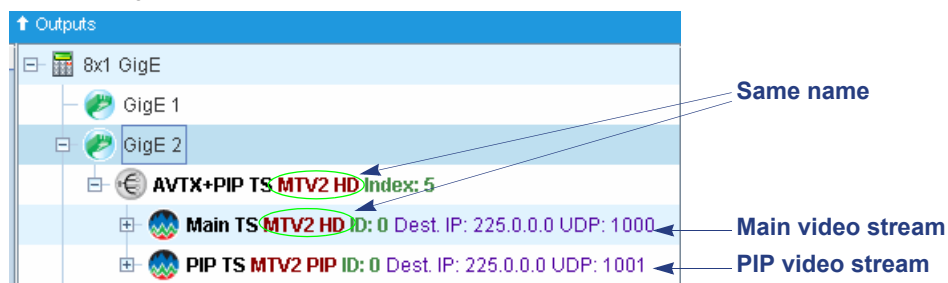 Outputs
8x1 GigE
Same name
GigE 1
GigE 2
AVTX+PIP TS MTV2 HD Index: 5
Main TS MTV2 HD ID: 0 Dest. IP: 225.0.0.0 UDP: 1000
Main video stream
PIP TS MTV2 PIP ID: 0 Dest. IP: 225.0.0.0 UDP: 1001
PIP video stream